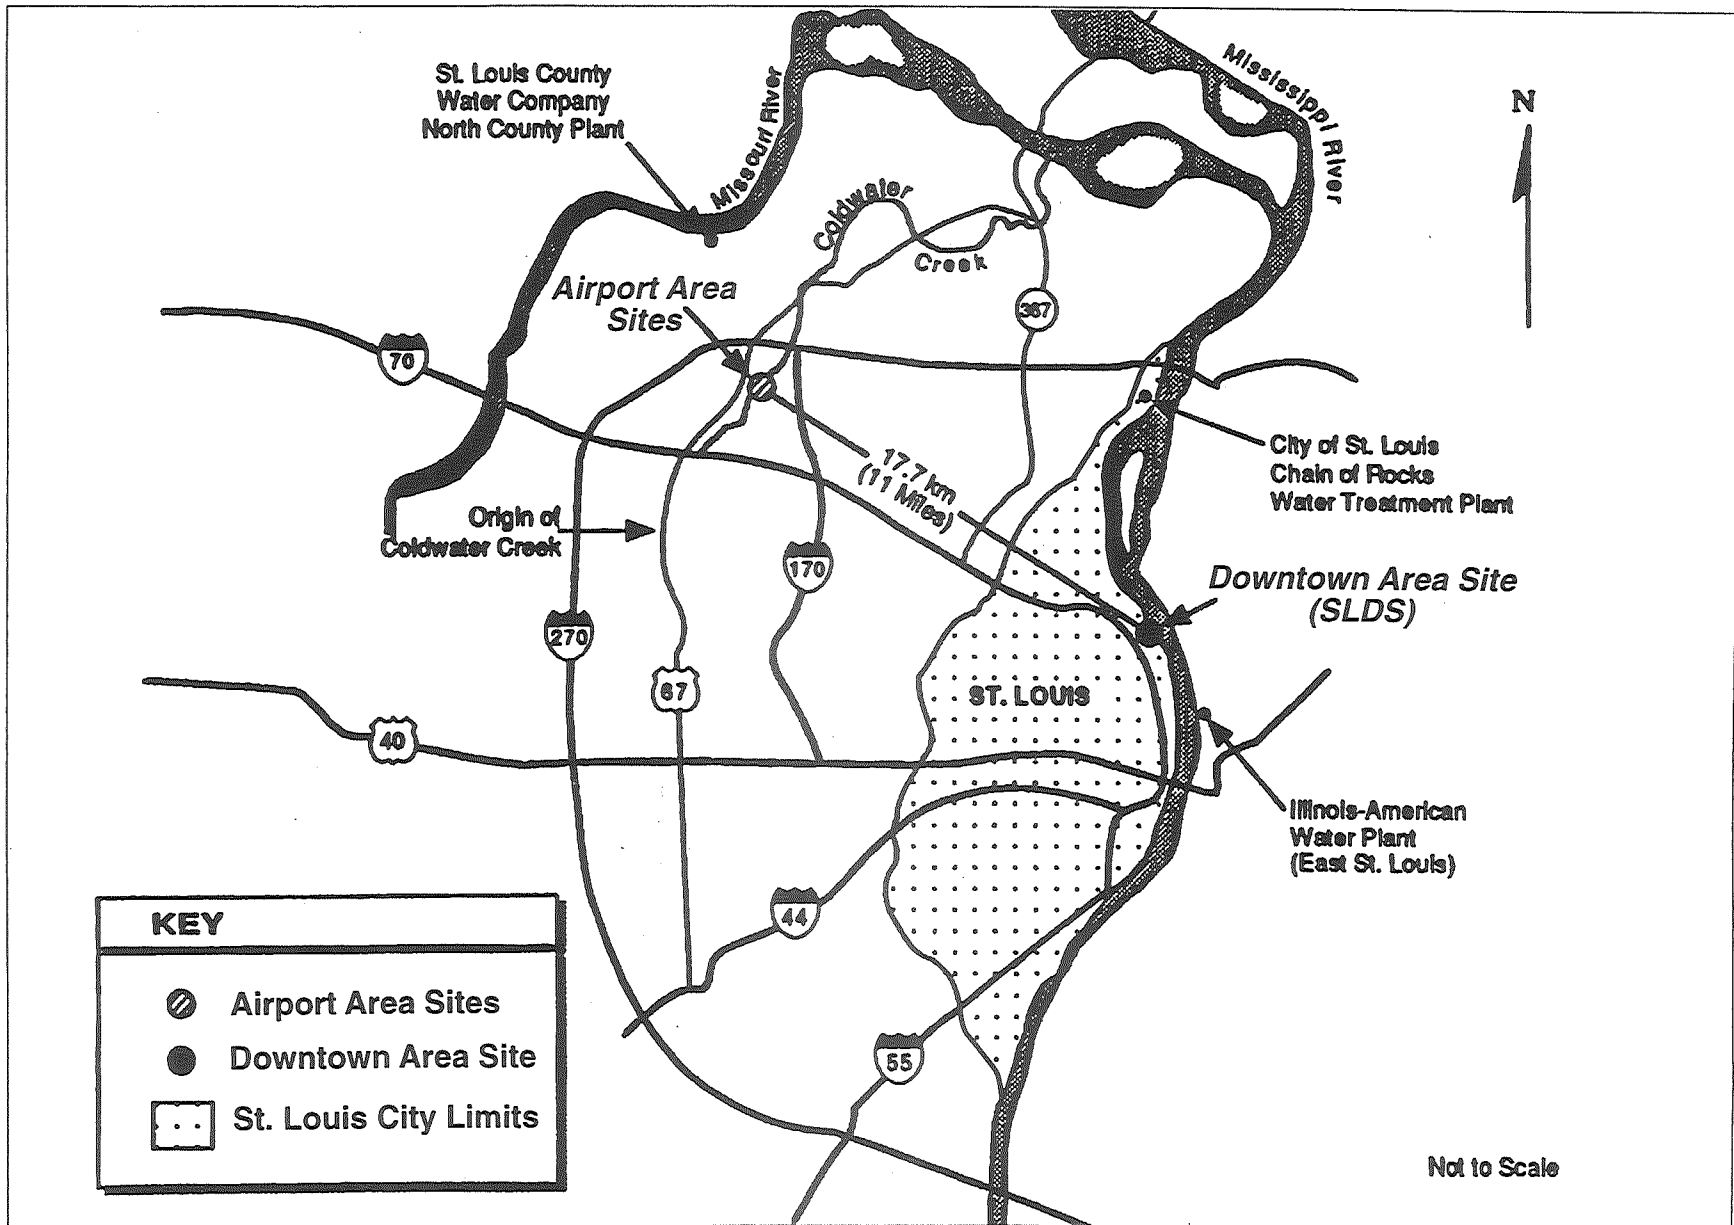 St. Louis County
Water Company
North County Plant
Missouri River
Mississippi River
N
Coldwater
Creek
Airport Area
Sites
367
70
17.7 km
(11 Miles)
City of St. Louis
Chain of Rocks
Water Treatment Plant
Origin of
Coldwater Creek
170
Downtown Area Site
(SLDS)
270
67
ST. LOUIS
40
Illinois-American
Water Plant
(East St. Louis)
44
55
KEY
Airport Area Sites
Downtown Area Site
St. Louis City Limits
Not to Scale